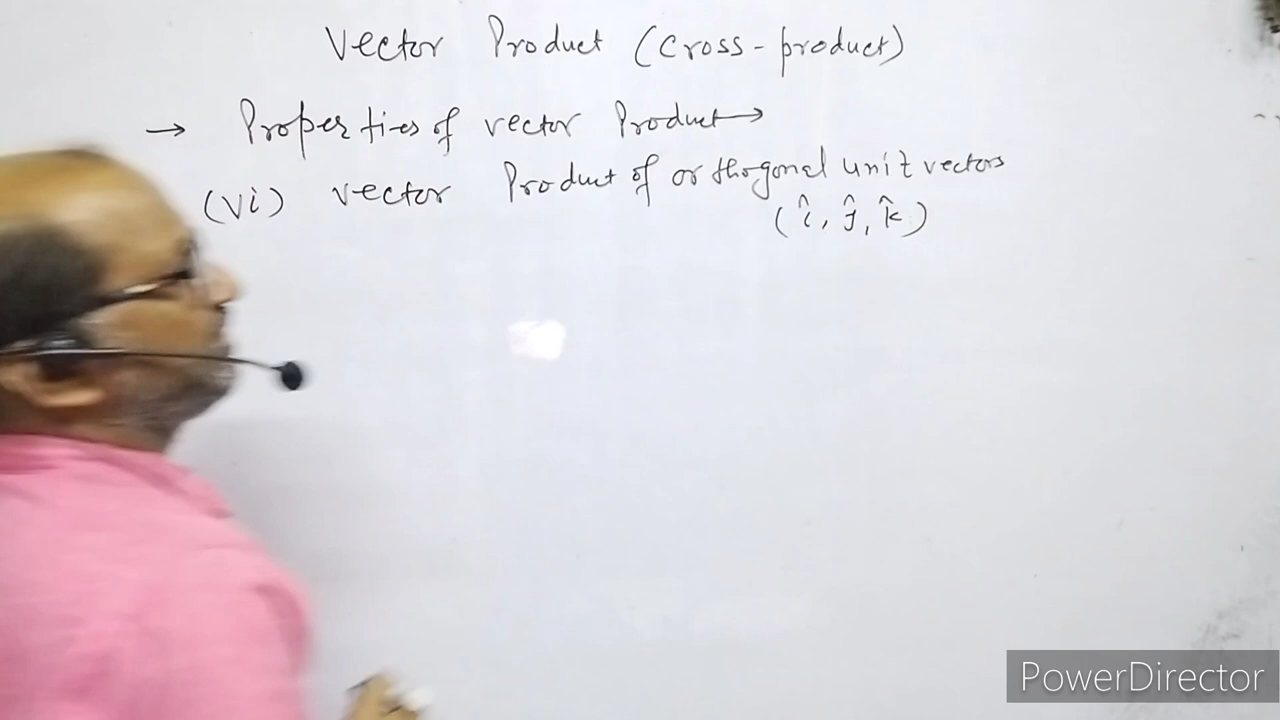 Vector Product (Cross-product)
→ Properties of vector Product→
(vi) vector Product of orthogonal unit vectors
(î, ĵ, k̂)
PowerDirector